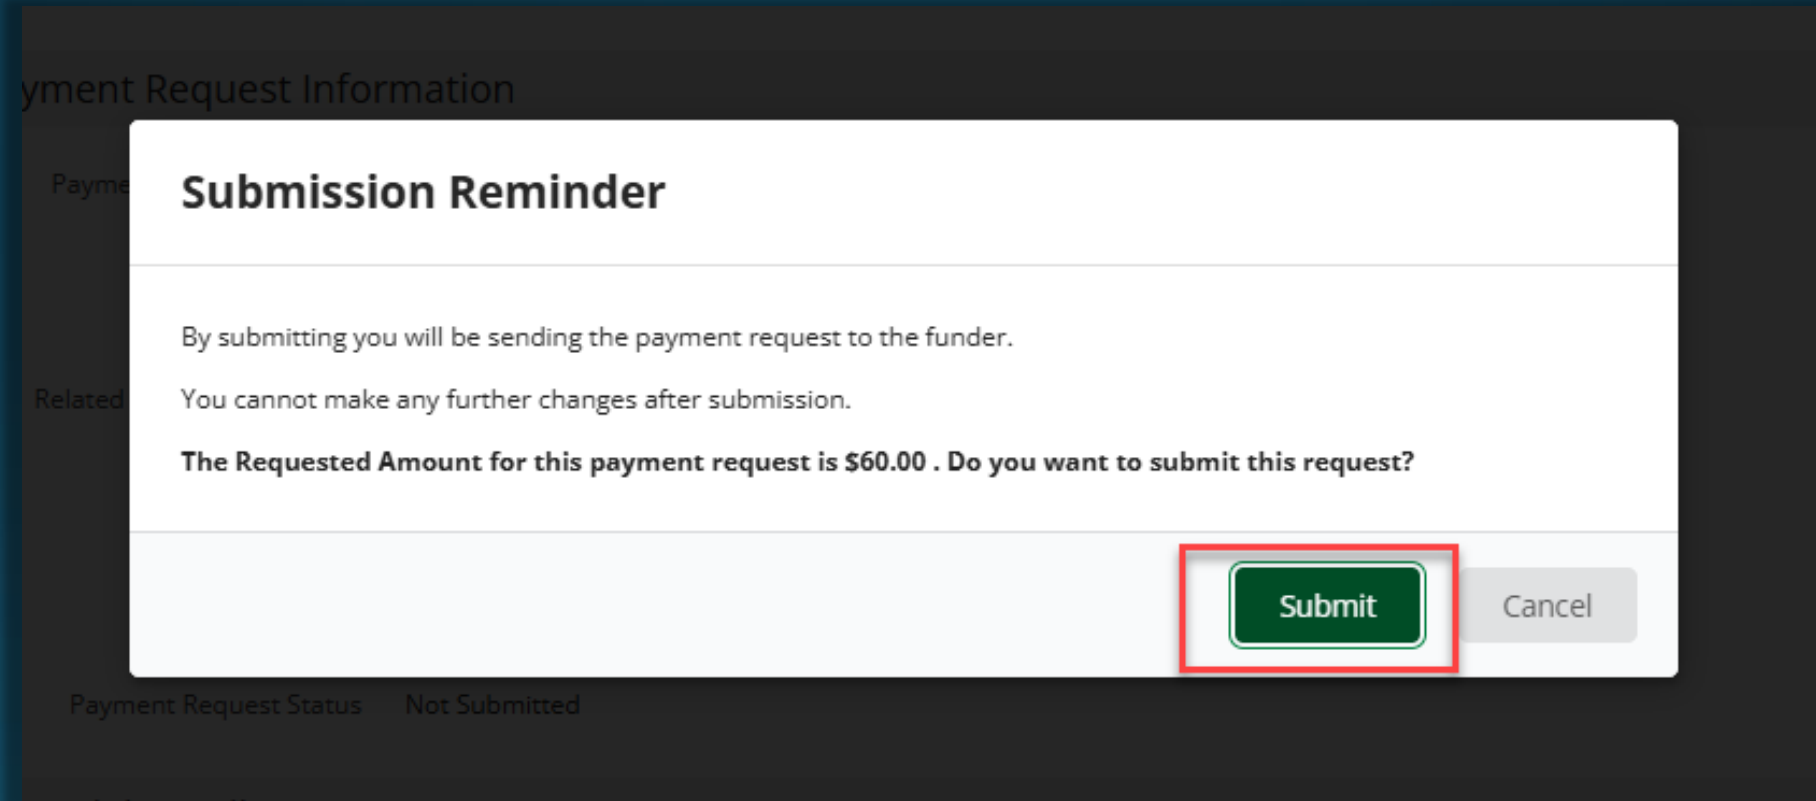 yment Request Information
Payme
Submission Reminder
By submitting you will be sending the payment request to the funder.
Related
You cannot make any further changes after submission.
The Requested Amount for this payment request is $60.00 . Do you want to submit this request?
Submit Cancel
Payment Request Status Not Submitted